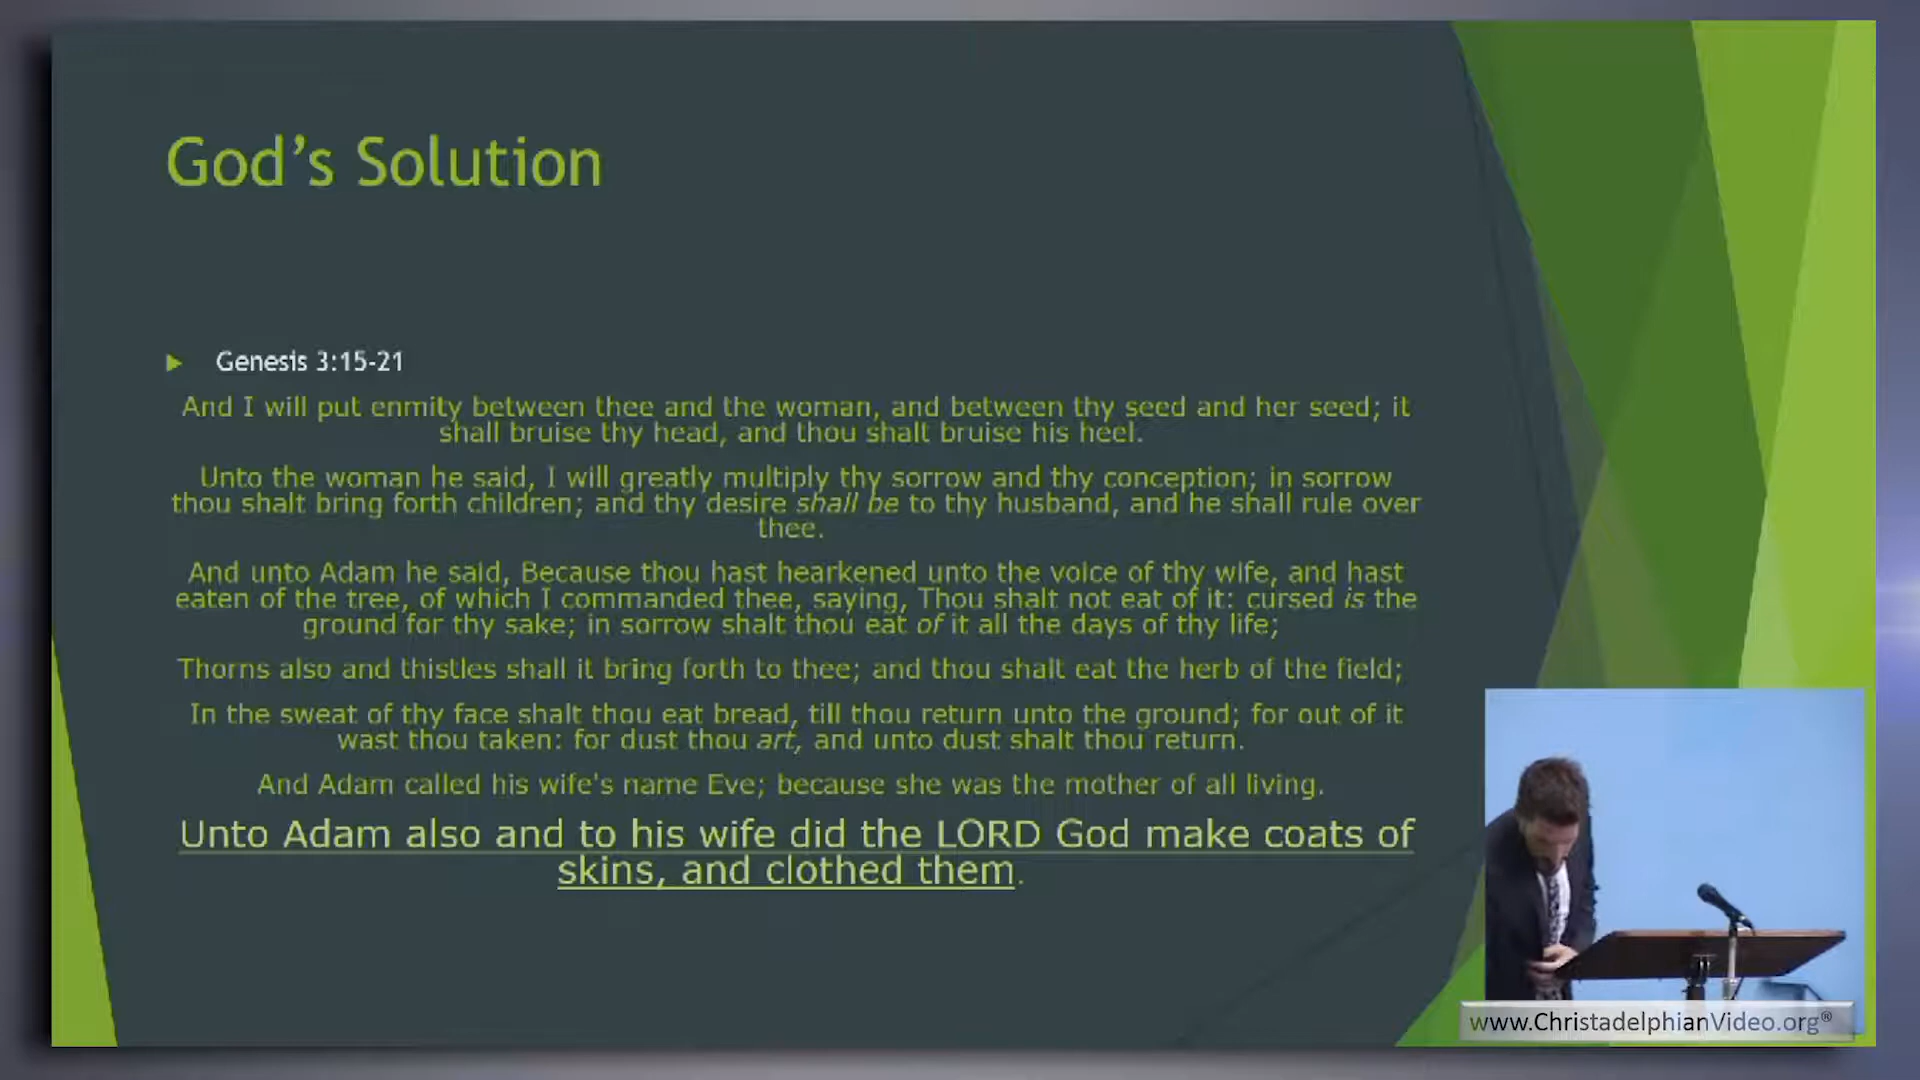 God's Solution
Genesis 3:15-21
And I will put enmity between thee and the woman, and between thy seed and her seed; it
shall bruise thy head, and thou shalt bruise his heel.
Unto the woman he said, I will greatly multiply thy sorrow and thy conception; in sorrow
thou shalt bring forth children; and thy desire shall be to thy husband, and he shall rule over
thee.
And unto Adam he said, Because thou hast hearkened unto the voice of thy wife, and hast
eaten of the tree, of which I commanded thee, saying, Thou shalt not eat of it: cursed is the
ground for thy sake; in sorrow shalt thou eat of it all the days of thy life;
Thorns also and thistles shall it bring forth to thee; and thou shalt eat the herb of the field;
In the sweat of thy face shalt thou eat bread, till thou return unto the ground; for out of it
wast thou taken: for dust thou art, and unto dust shalt thou return.
And Adam called his wife's name Eve; because she was the mother of all living.
Unto Adam also and to his wife did the LORD God make coats of
skins, and clothed them.
www.ChristadelphianVideo.org®